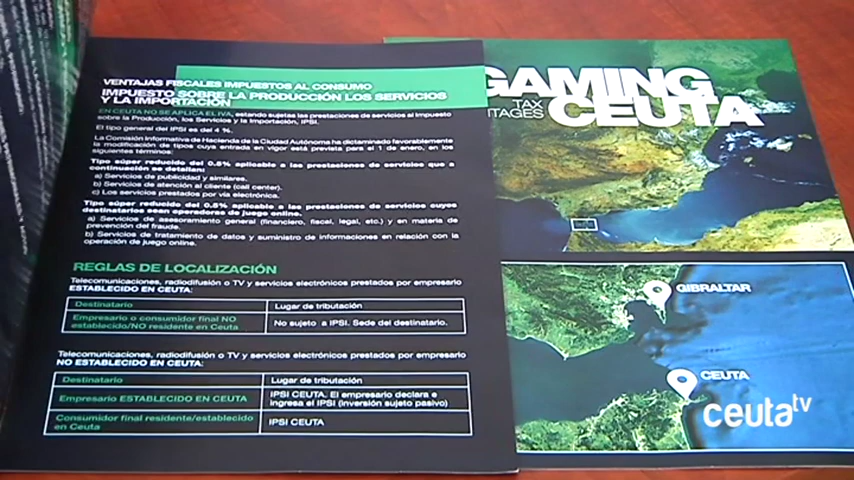 VENTAJAS FISCALES IMPUESTOS AL CONSUMO
IMPUESTO SOBRE LA PRODUCCIÓN LOS SERVICIOS
Y LA IMPORTACIÓN
EN CEUTA NO SE APLICA EL IVA, estando sujetas las prestaciones de servicios al Impuesto
sobre la Producción, los Servicios y la Importación, IPSI.
El tipo general del IPSI es del 4 %.
La Comisión Informativa de Hacienda de la Ciudad Autónoma ha dictaminado favorablemente
la modificación de tipos cuya entrada en vigor está prevista para el 1 de enero, en los
siguientes términos:
Tipo súper reducido del 0.5% aplicable a las prestaciones de servicios que a
continuación se detallan:
a) Servicios de publicidad y similares.
b) Servicios de atención al cliente (call center).
c) Los servicios prestados por vía electrónica.
Tipo súper reducido del 0.5% aplicable a las prestaciones de servicios cuyos
destinatarios sean operadoras de juego online.
a) Servicios de asesoramiento general (financiero, fiscal, legal, etc.) y en materia de
prevención del fraude.
b) Servicios de tratamiento de datos y suministro de informaciones en relación con la
operación de juego online.
REGLAS DE LOCALIZACIÓN
Telecomunicaciones, radiodifusión o TV y servicios electrónicos prestados por empresario
ESTABLECIDO EN CEUTA:
Destinatario Lugar de tributación
Empresario o consumidor final NO
establecido/NO residente en Ceuta No sujeto a IPSI. Sede del destinatario.
Telecomunicaciones, radiodifusión o TV y servicios electrónicos prestados por empresario
NO ESTABLECIDO EN CEUTA:
Destinatario Lugar de tributación
Empresario ESTABLECIDO EN CEUTA IPSI CEUTA. El empresario declara e
ingresa el IPSI (inversión sujeto pasivo)
Consumidor final residente/establecido
en Ceuta IPSI CEUTA
GAMING
TAX
CEUTA
GIBRALTAR
CEUTA
ceutatv